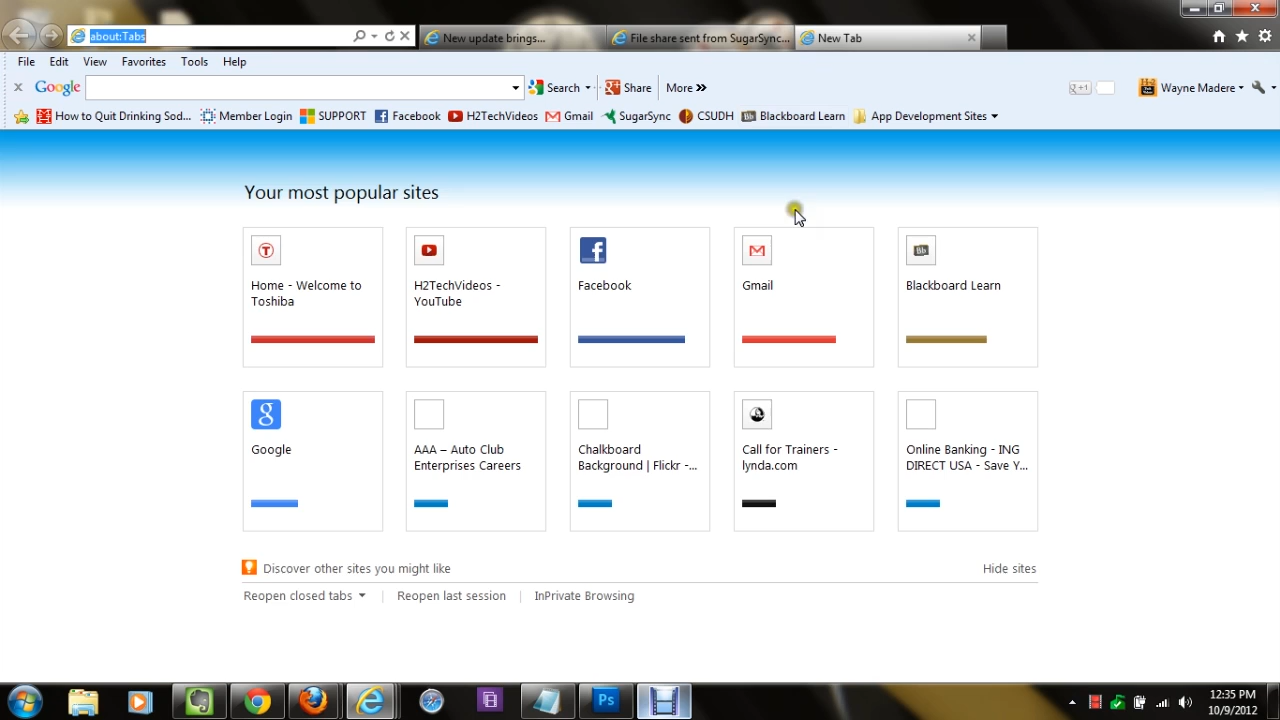 about:Tabs
New update brings...
File share sent from SugarSync...
New Tab
File Edit View Favorites Tools Help
Google Search Share More » g +1 Wayne Madere
How to Quit Drinking Sod... Member Login SUPPORT Facebook H2TechVideos Gmail SugarSync CSUDH Bb Blackboard Learn App Development Sites
Your most popular sites
T
Home - Welcome to
Toshiba
H2TechVideos -
YouTube
f
Facebook
M
Gmail
Bb
Blackboard Learn
g
Google
AAA – Auto Club
Enterprises Careers
Chalkboard
Background | Flickr -...
Call for Trainers -
lynda.com
Online Banking - ING
DIRECT USA - Save Y...
Discover other sites you might like
Hide sites
Reopen closed tabs | Reopen last session | InPrivate Browsing
Ps
12:35 PM
10/9/2012